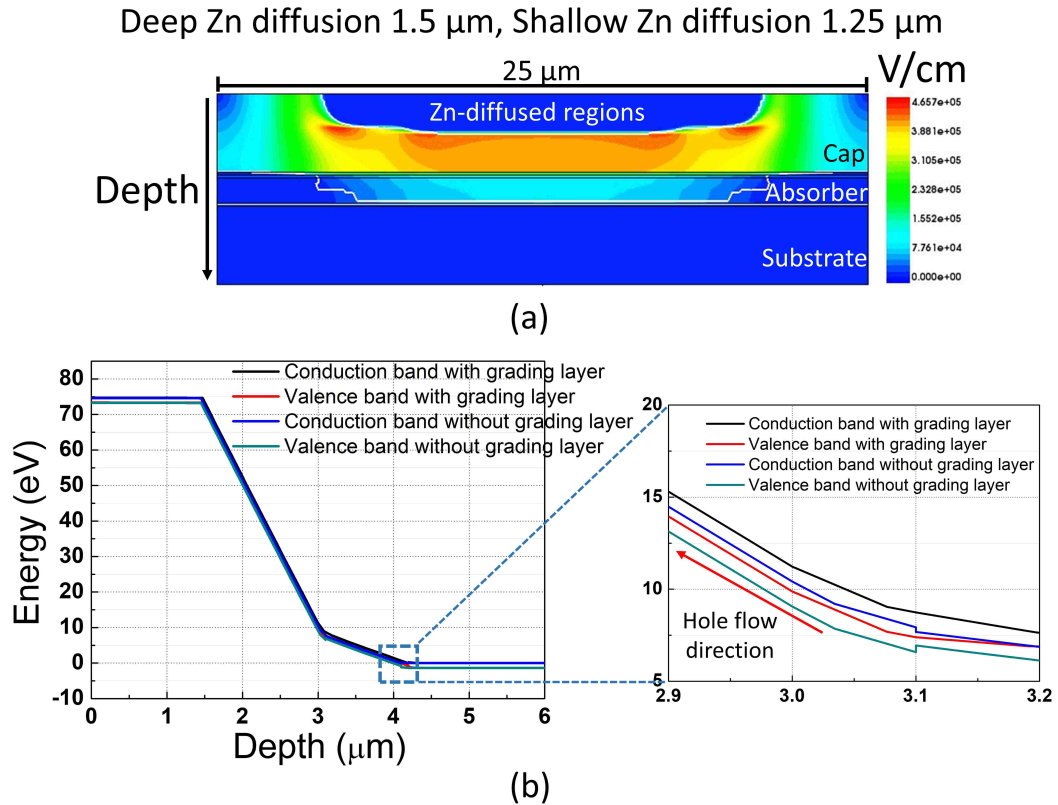 (a)
Deep Zn diffusion 1.5 μm, Shallow Zn diffusion 1.25 μm
25 μm
V/cm
Zn-diffused regions
Cap
Depth
Absorber
Substrate
4.657e+05
3.881e+05
3.105e+05
2.328e+05
1.552e+05
7.761e+04
0.000e+00
(a)
80
70
60
50
40
30
20
10
0
-10
Energy (eV)
Conduction band with grading layer
Valence band with grading layer
Conduction band without grading layer
Valence band without grading layer
0 1 2 3 4 5 6
Depth (μm)
20
15
10
5
Conduction band with grading layer
Valence band with grading layer
Conduction band without grading layer
Valence band without grading layer
Hole flow
direction
2.9 3.0 3.1 3.2
(b)